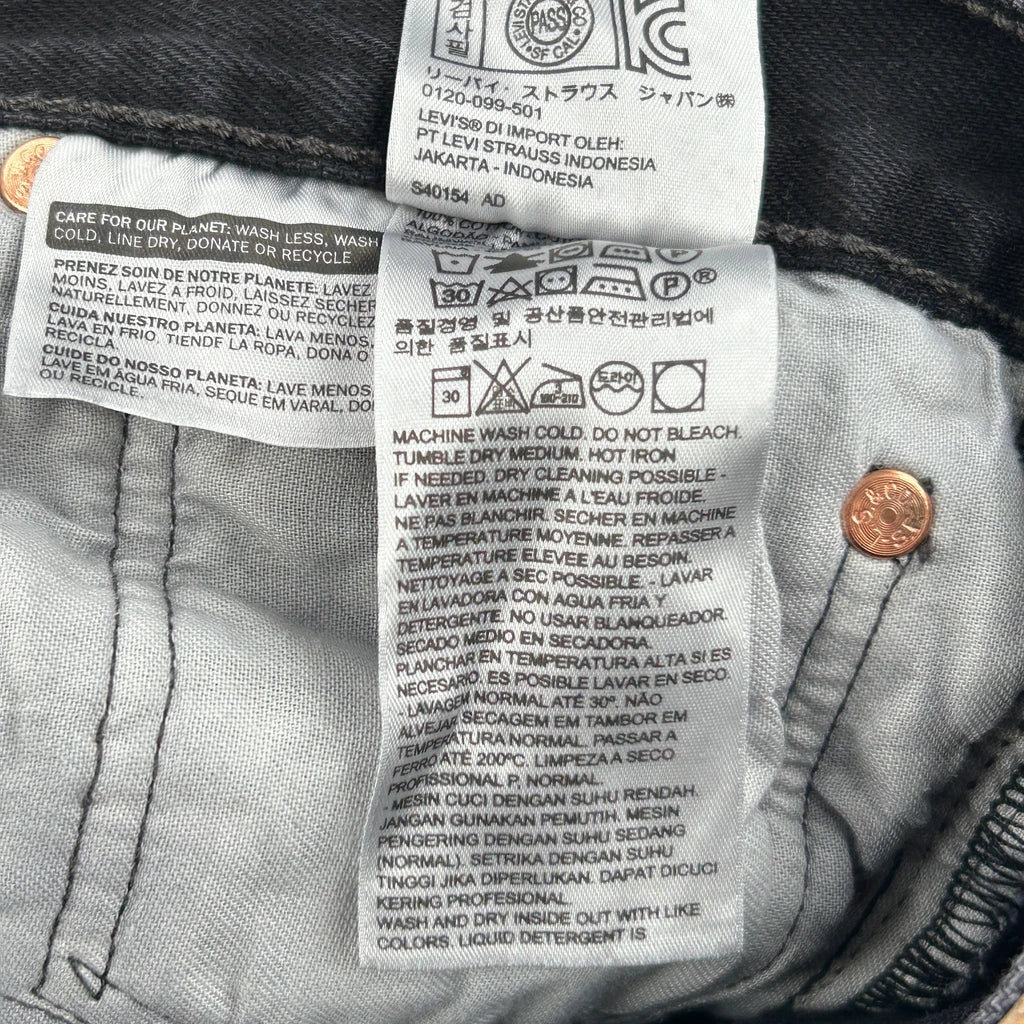 PASS
SF CAL
リーバイ・ストラウス ジャパン㈱
0120-099-501
LEVI'S® DI IMPORT OLEH:
PT LEVI STRAUSS INDONESIA
JAKARTA - INDONESIA
S40154 AD
CARE FOR OUR PLANET: WASH LESS, WASH
COLD, LINE DRY, DONATE OR RECYCLE
PRENEZ SOIN DE NOTRE PLANETE: LAVEZ
MOINS, LAVEZ A FROID, LAISSEZ SECHER
NATURELLEMENT, DONNEZ OU RECYCLEZ
CUIDA NUESTRO PLANETA: LAVA MENOS,
LAVA EN FRIO, TIENDE LA ROPA, DONA O
RECICLA.
CUIDE DO NOSSO PLANETA: LAVE MENOS
LAVE EM AGUA FRIA, SEQUE EM VARAL, DO
OU RECICLE.
30 P ®
품질경영 및 공산품안전관리법에
의한 품질표시
30 180-210 드라이
MACHINE WASH COLD. DO NOT BLEACH.
TUMBLE DRY MEDIUM. HOT IRON
IF NEEDED. DRY CLEANING POSSIBLE -
LAVER EN MACHINE A L'EAU FROIDE.
NE PAS BLANCHIR. SECHER EN MACHINE
A TEMPERATURE MOYENNE. REPASSER A
TEMPERATURE ELEVEE AU BESOIN.
NETTOYAGE A SEC POSSIBLE. - LAVAR
EN LAVADORA CON AGUA FRIA Y
DETERGENTE. NO USAR BLANQUEADOR.
SECADO MEDIO EN SECADORA.
PLANCHAR EN TEMPERATURA ALTA SI ES
NECESARIO. ES POSIBLE LAVAR EN SECO.
- LAVAGEM NORMAL ATÉ 30º. NÃO
ALVEJAR. SECAGEM EM TAMBOR EM
TEMPERATURA NORMAL. PASSAR A
FERRO ATÉ 200ºC. LIMPEZA A SECO
PROFISSIONAL P. NORMAL.
- MESIN CUCI DENGAN SUHU RENDAH.
JANGAN GUNAKAN PEMUTIH. MESIN
PENGERING DENGAN SUHU SEDANG
(NORMAL). SETRIKA DENGAN SUHU
TINGGI JIKA DIPERLUKAN. DAPAT DICUCI
KERING PROFESIONAL
WASH AND DRY INSIDE OUT WITH LIKE
COLORS. LIQUID DETERGENT IS